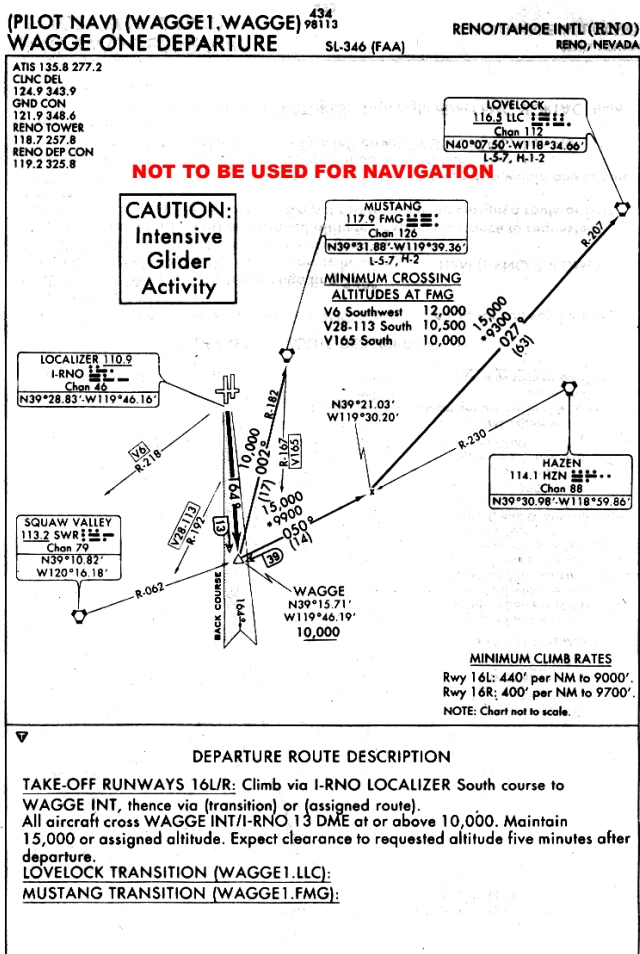 (PILOT NAV) (WAGGE1.WAGGE) 98113
434
WAGGE ONE DEPARTURE
SL-346 (FAA)
RENO/TAHOE INTL (RNO)
RENO, NEVADA
ATIS 135.8 277.2
CLNC DEL
124.9 343.9
GND CON
121.9 348.6
RENO TOWER
118.7 257.8
RENO DEP CON
119.2 325.8
NOT TO BE USED FOR NAVIGATION
LOVELOCK
116.5 LLC
Chan 112
N40°07.50'-W118°34.66'
L-5-7, H-1-2
CAUTION:
Intensive
Glider
Activity
MUSTANG
117.9 FMG
Chan 126
N39°31.88'-W119°39.36'
L-5-7, H-2
MINIMUM CROSSING
ALTITUDES AT FMG
V6 Southwest 12,000
V28-113 South 10,500
V165 South 10,000
R-207
15,000
*9300
027°
(63)
LOCALIZER 110.9
I-RNO
Chan 46
N39°28.83'-W119°46.16'
N39°21.03'
W119°30.20'
R-182
10,000
002°
(17)
R-167
V165
V6
R-218
164°
R-230
HAZEN
114.1 HZN
Chan 88
N39°30.98'-W118°59.86'
15,000
*9900
050°
(14)
V28-113
R-192
13
39
SQUAW VALLEY
113.2 SWR
Chan 79
N39°10.82'
W120°16.18'
R-062
BACK COURSE
164°
WAGGE
N39°15.71'
W119°46.19'
10,000
MINIMUM CLIMB RATES
Rwy 16L: 440' per NM to 9000'.
Rwy 16R: 400' per NM to 9700'.
NOTE: Chart not to scale.
T
DEPARTURE ROUTE DESCRIPTION
TAKE-OFF RUNWAYS 16L/R: Climb via I-RNO LOCALIZER South course to
WAGGE INT, thence via (transition) or (assigned route).
All aircraft cross WAGGE INT/I-RNO 13 DME at or above 10,000. Maintain
15,000 or assigned altitude. Expect clearance to requested altitude five minutes after
departure.
LOVELOCK TRANSITION (WAGGE1.LLC):
MUSTANG TRANSITION (WAGGE1.FMG):